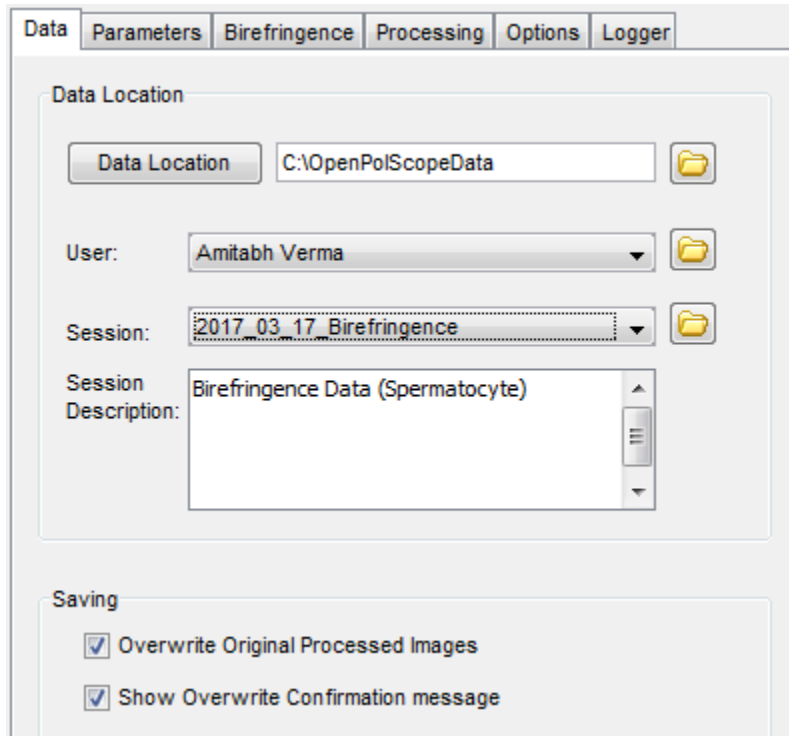 Data Parameters Birefringence Processing Options Logger
Data Location
Data Location C:\OpenPolScopeData
User: Amitabh Verma
Session: 2017_03_17_Birefringence
Session
Description:
Birefringence Data (Spermatocyte)
Saving
Overwrite Original Processed Images
Show Overwrite Confirmation message